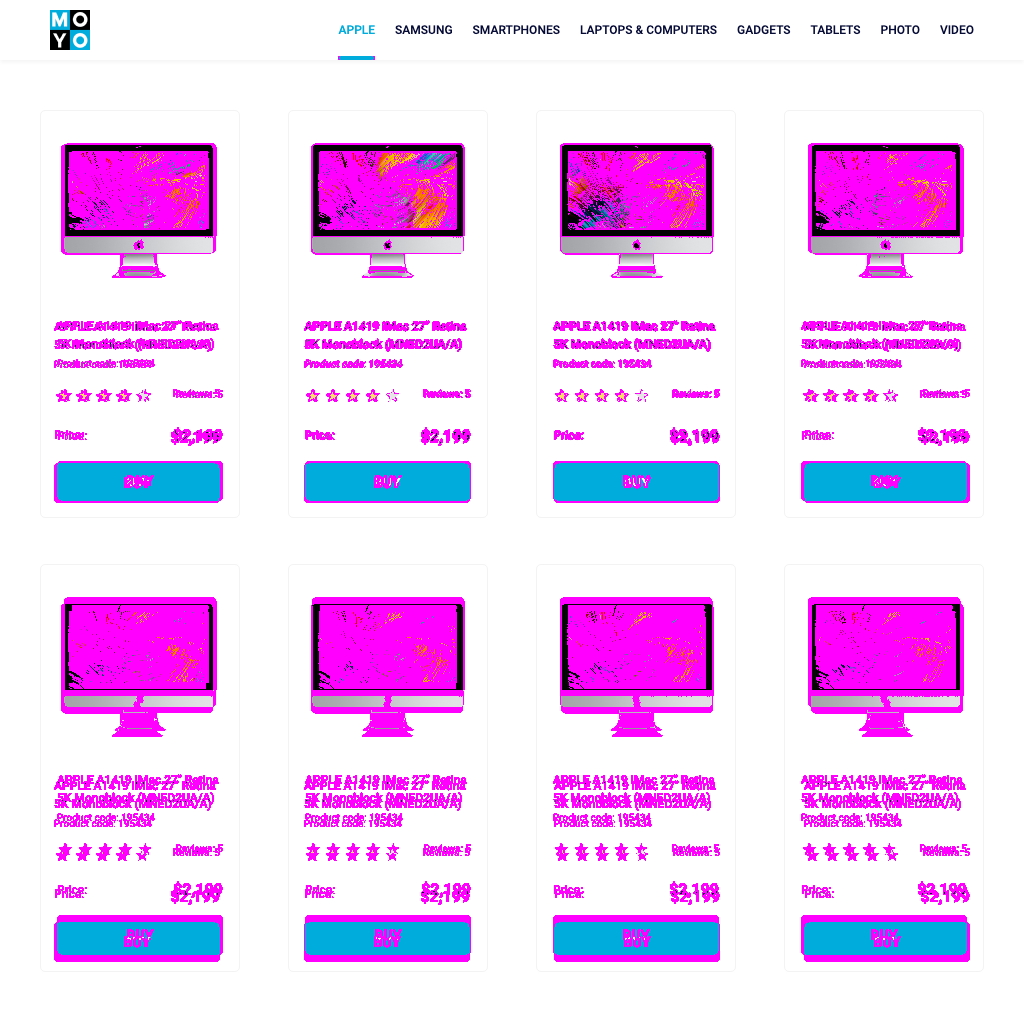 MOYO
APPLE SAMSUNG SMARTPHONES LAPTOPS & COMPUTERS GADGETS TABLETS PHOTO VIDEO
APPLE A1419 iMac 27" Retina
5K Monoblock (MNED2UA/A)
Product code: 195434
Reviews: 5
Price: $2,199
BUY
APPLE A1419 iMac 27" Retina
5K Monoblock (MNED2UA/A)
Product code: 195434
Reviews: 5
Price: $2,199
BUY
APPLE A1419 iMac 27" Retina
5K Monoblock (MNED2UA/A)
Product code: 195434
Reviews: 5
Price: $2,199
BUY
APPLE A1419 iMac 27" Retina
5K Monoblock (MNED2UA/A)
Product code: 195434
Reviews: 5
Price: $2,199
BUY
APPLE A1419 iMac 27" Retina
5K Monoblock (MNED2UA/A)
Product code: 195434
Reviews: 5
Price: $2,199
BUY
APPLE A1419 iMac 27" Retina
5K Monoblock (MNED2UA/A)
Product code: 195434
Reviews: 5
Price: $2,199
BUY
APPLE A1419 iMac 27" Retina
5K Monoblock (MNED2UA/A)
Product code: 195434
Reviews: 5
Price: $2,199
BUY
APPLE A1419 iMac 27" Retina
5K Monoblock (MNED2UA/A)
Product code: 195434
Reviews: 5
Price: $2,199
BUY